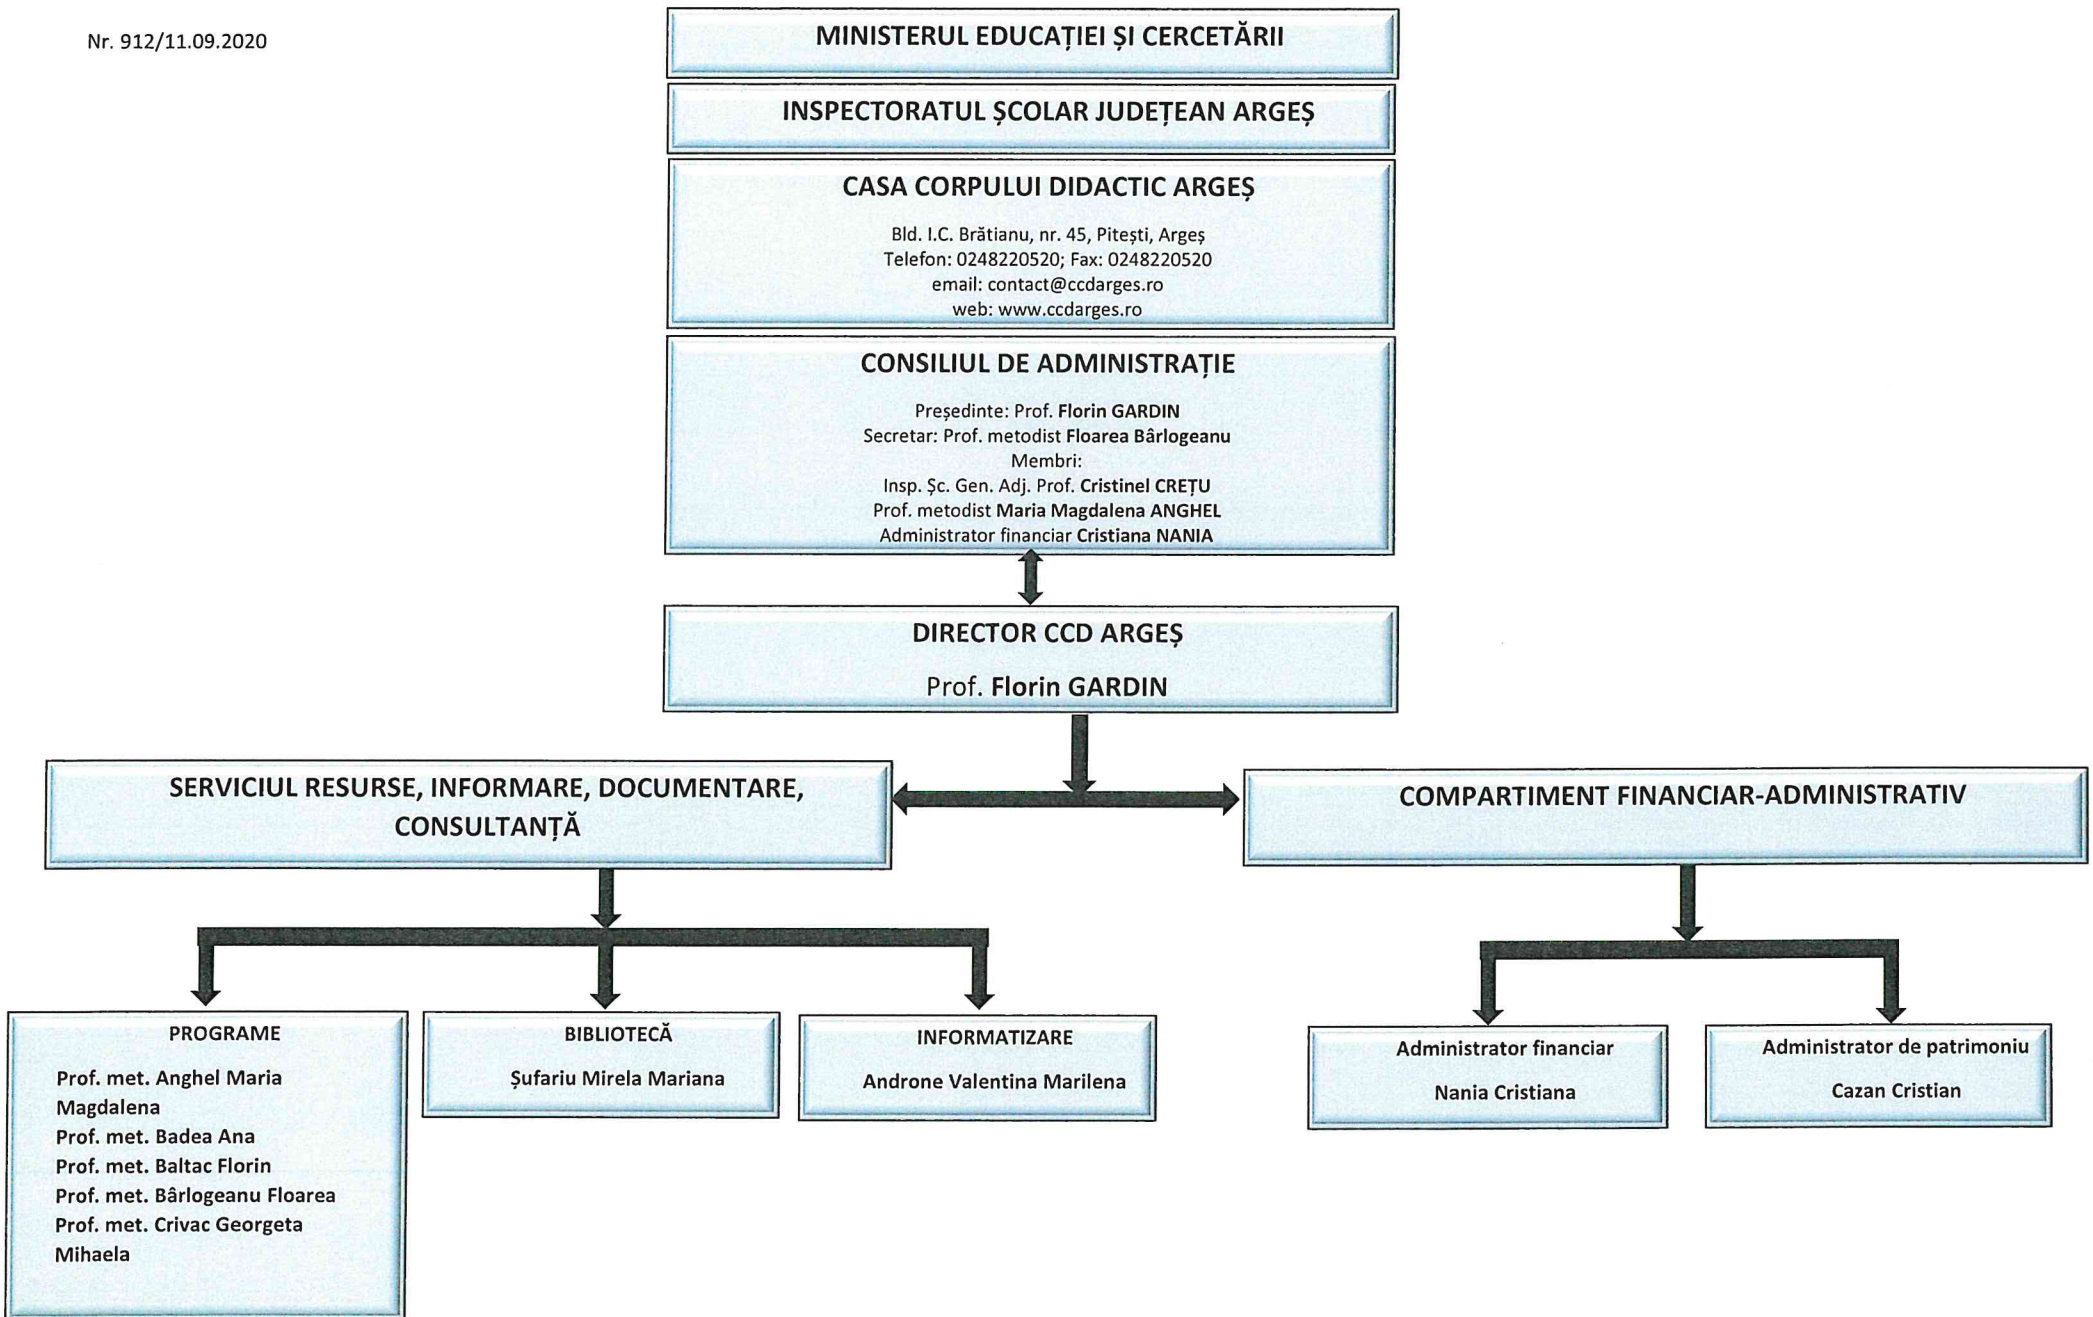 Nr. 912/11.09.2020
MINISTERUL EDUCAȚIEI ȘI CERCETĂRII
INSPECTORATUL ȘCOLAR JUDEȚEAN ARGEȘ
CASA CORPULUI DIDACTIC ARGEȘ
Bld. I.C. Brătianu, nr. 45, Pitești, Argeș
Telefon: 0248220520; Fax: 0248220520
email: contact@ccdarges.ro
web: www.ccdarges.ro
CONSILIUL DE ADMINISTRAȚIE
Președinte: Prof. Florin GARDIN
Secretar: Prof. metodist Floarea Bârlogeanu
Membri:
Insp. Șc. Gen. Adj. Prof. Cristinel CREȚU
Prof. metodist Maria Magdalena ANGHEL
Administrator financiar Cristiana NANIA
DIRECTOR CCD ARGEȘ
Prof. Florin GARDIN
SERVICIUL RESURSE, INFORMARE, DOCUMENTARE,
CONSULTANȚĂ
COMPARTIMENT FINANCIAR-ADMINISTRATIV
PROGRAME
Prof. met. Anghel Maria
Magdalena
Prof. met. Badea Ana
Prof. met. Baltac Florin
Prof. met. Bârlogeanu Floarea
Prof. met. Crivac Georgeta
Mihaela
BIBLIOTECĂ
Șufariu Mirela Mariana
INFORMATIZARE
Androne Valentina Marilena
Administrator financiar
Nania Cristiana
Administrator de patrimoniu
Cazan Cristian